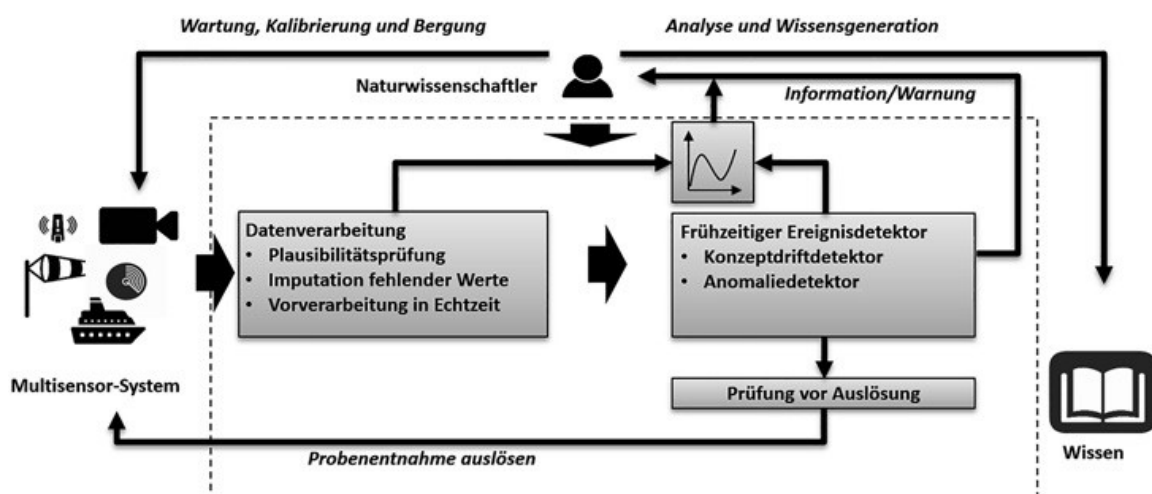 Wartung, Kalibrierung und Bergung
Analyse und Wissensgeneration
Naturwissenschaftler
Information/Warnung
Datenverarbeitung
• Plausibilitätsprüfung
• Imputation fehlender Werte
• Vorverarbeitung in Echtzeit
Frühzeitiger Ereignisdetektor
• Konzeptdriftdetektor
• Anomaliedetektor
Multisensor-System
Prüfung vor Auslösung
Probenentnahme auslösen
Wissen